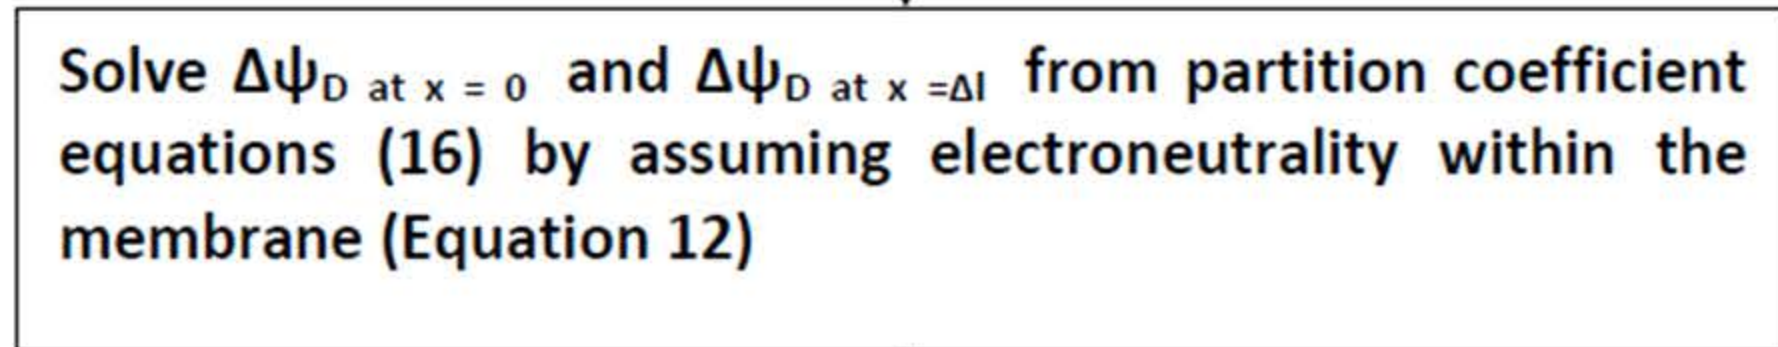 Solve ΔψD at x = 0 and ΔψD at x =Δl from partition coefficient
equations (16) by assuming electroneutrality within the
membrane (Equation 12)